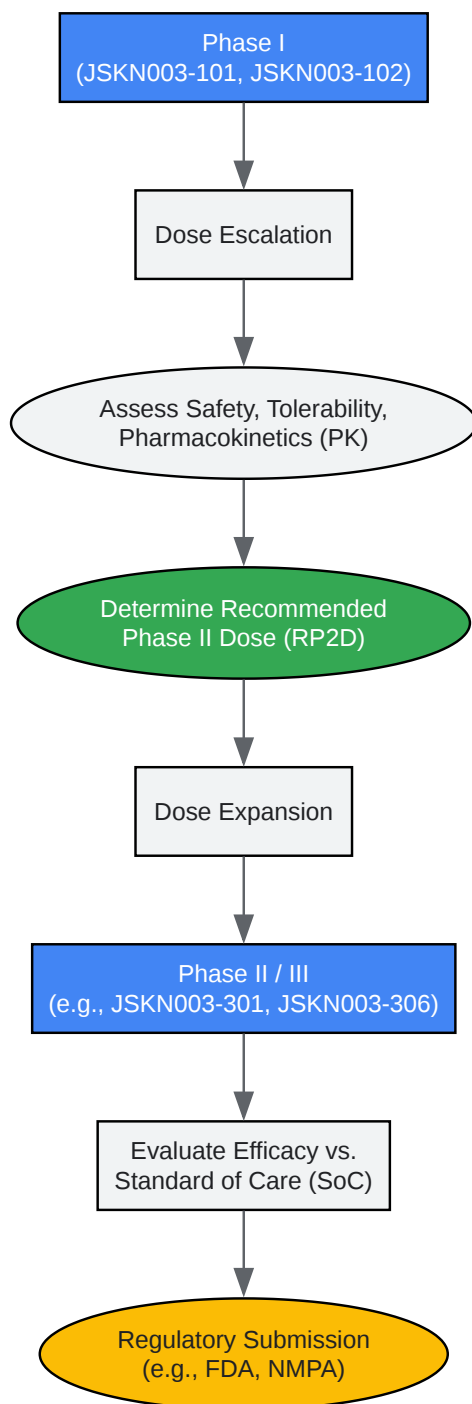 Phase I
(JSKN003-101, JSKN003-102)
Dose Escalation
Assess Safety, Tolerability,
Pharmacokinetics (PK)
Determine Recommended
Phase II Dose (RP2D)
Dose Expansion
Phase II / III
(e.g., JSKN003-301, JSKN003-306)
Evaluate Efficacy vs.
Standard of Care (SoC)
Regulatory Submission
(e.g., FDA, NMPA)